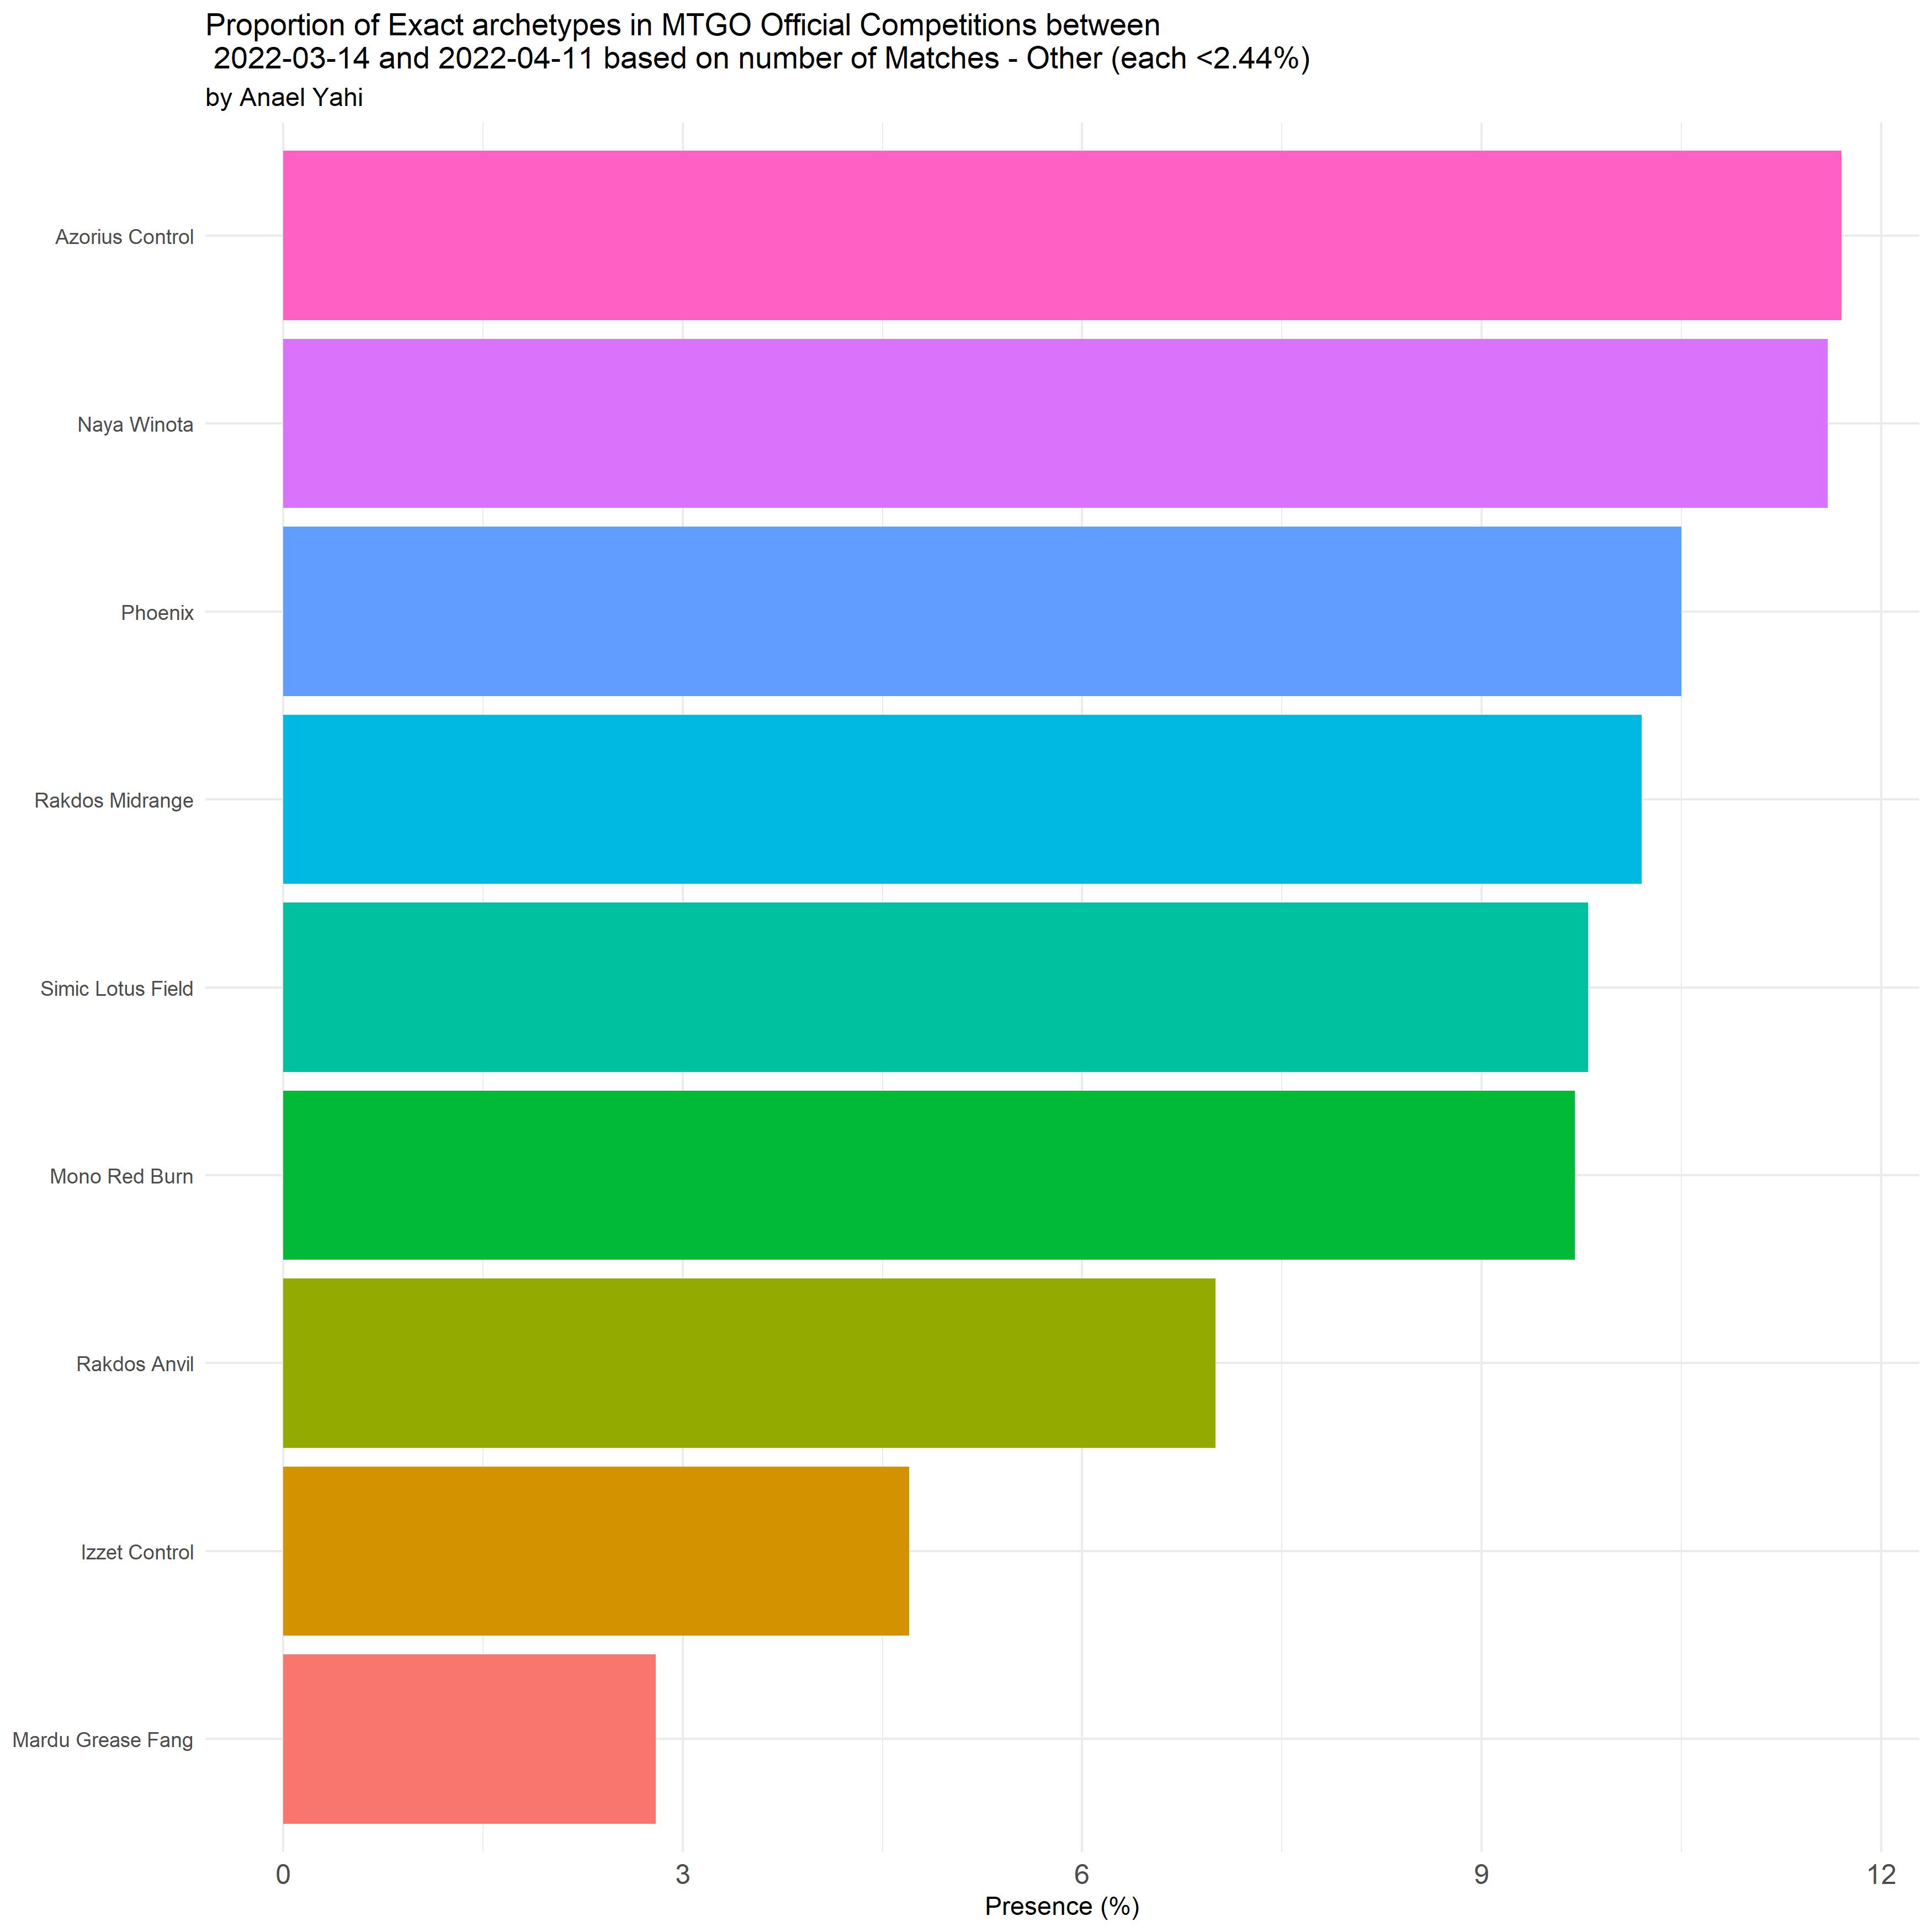 Proportion of Exact archetypes in MTGO Official Competitions between
2022-03-14 and 2022-04-11 based on number of Matches - Other (each <2.44%)
by Anael Yahi
Azorius Control
Naya Winota
Phoenix
Rakdos Midrange
Simic Lotus Field
Mono Red Burn
Rakdos Anvil
Izzet Control
Mardu Grease Fang
0 3 6 9 12
Presence (%)